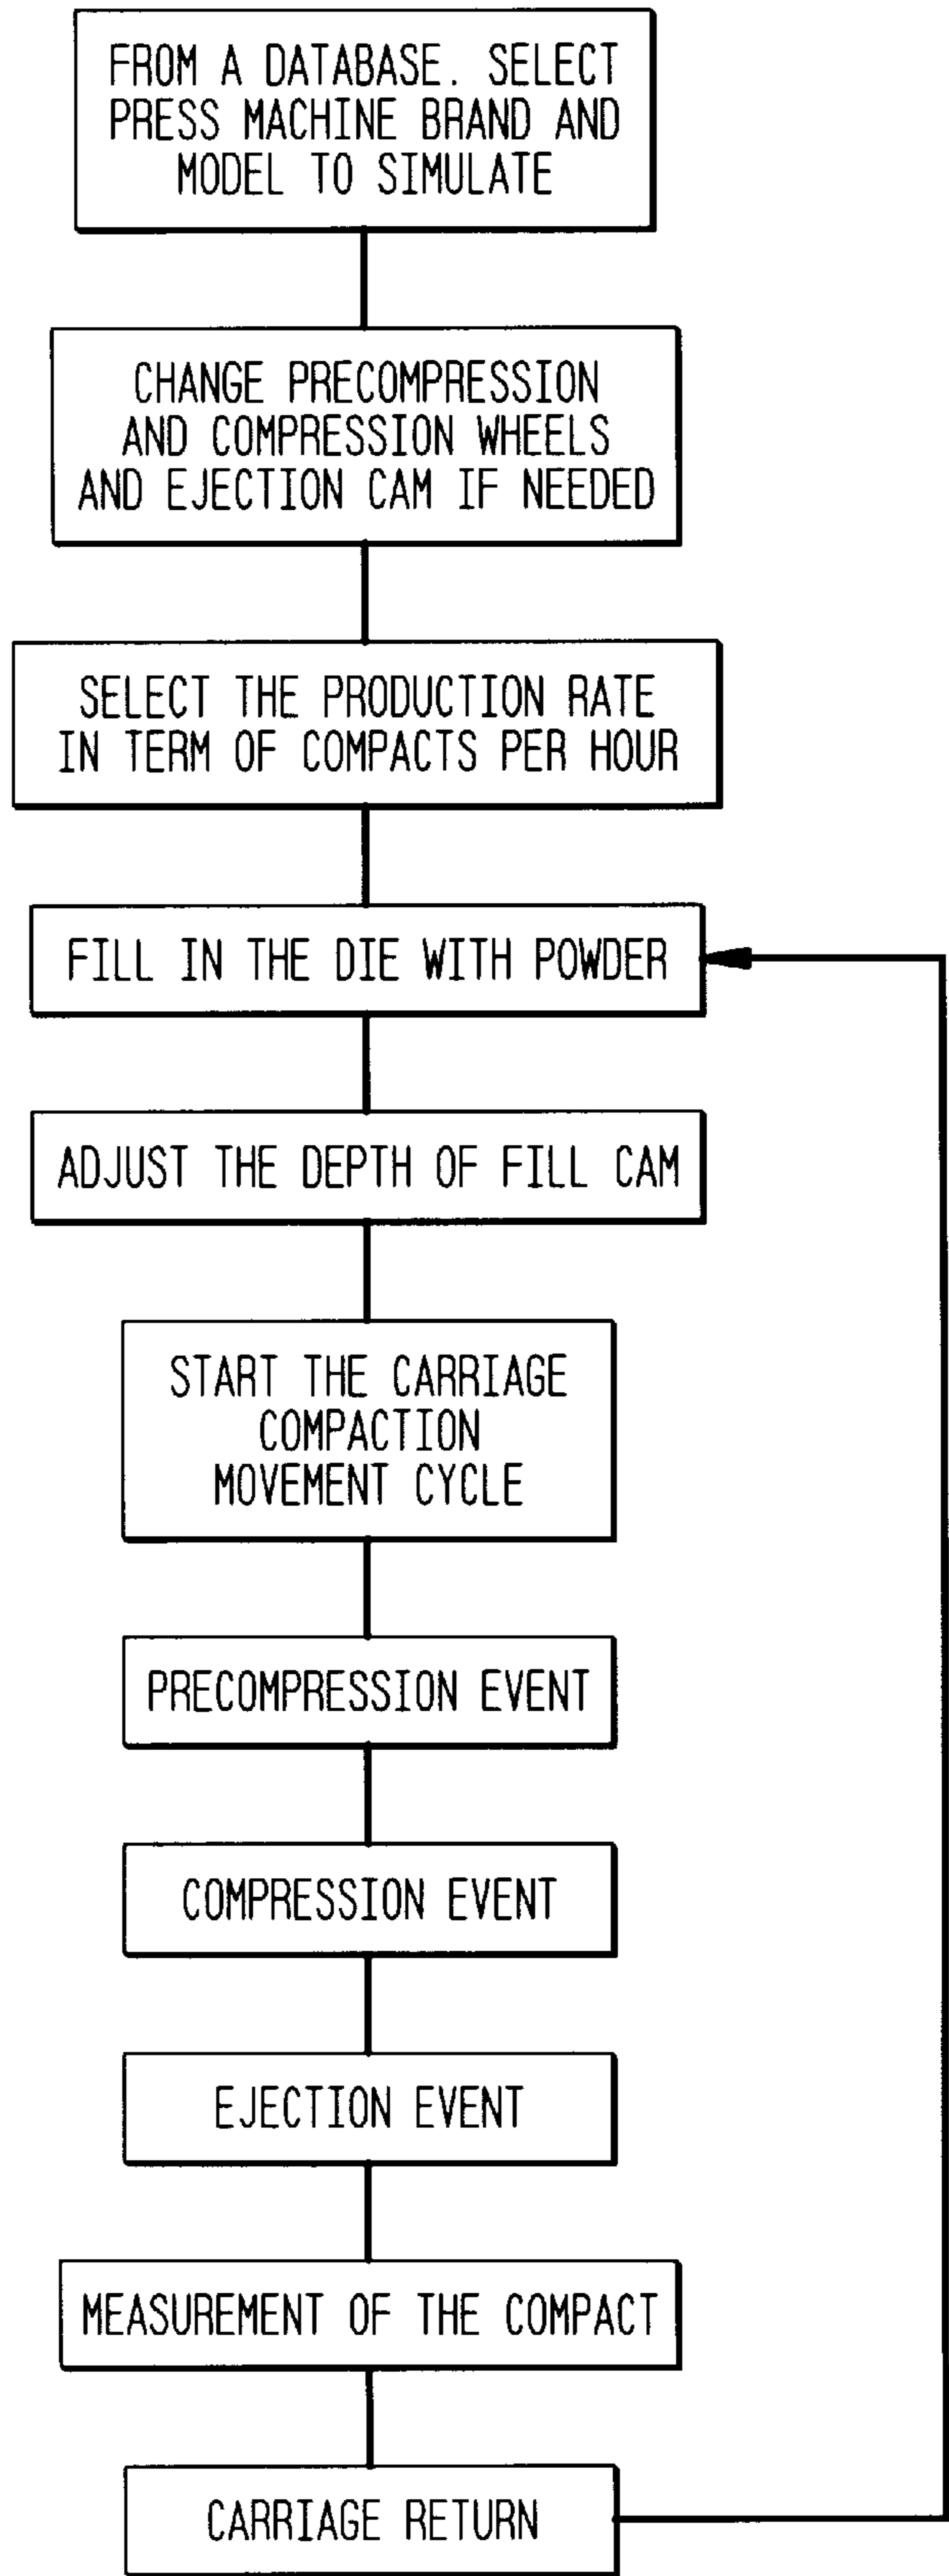 FROM A DATABASE. SELECT
PRESS MACHINE BRAND AND
MODEL TO SIMULATE
CHANGE PRECOMPRESSION
AND COMPRESSION WHEELS
AND EJECTION CAM IF NEEDED
SELECT THE PRODUCTION RATE
IN TERM OF COMPACTS PER HOUR
FILL IN THE DIE WITH POWDER
ADJUST THE DEPTH OF FILL CAM
START THE CARRIAGE
COMPACTION
MOVEMENT CYCLE
PRECOMPRESSION EVENT
COMPRESSION EVENT
EJECTION EVENT
MEASUREMENT OF THE COMPACT
CARRIAGE RETURN